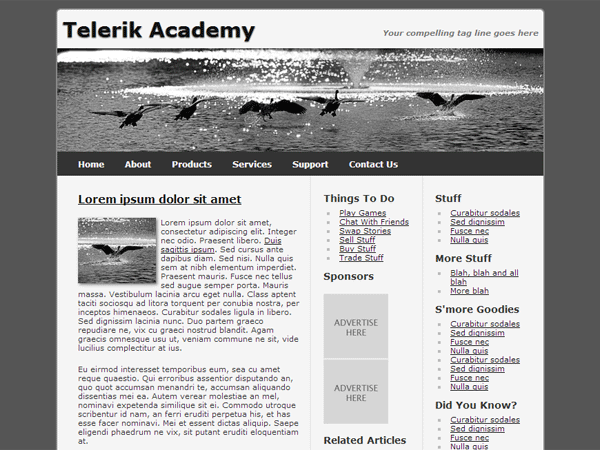 Telerik Academy
Your compelling tag line goes here
Home About Products Services Support Contact Us
Lorem ipsum dolor sit amet
Lorem ipsum dolor sit amet,
consectetur adipiscing elit. Integer
nec odio. Praesent libero. Duis
sagittis ipsum. Sed cursus ante
dapibus diam. Sed nisi. Nulla quis
sem at nibh elementum imperdiet.
Praesent mauris. Fusce nec tellus
sed augue semper porta. Mauris
massa. Vestibulum lacinia arcu eget nulla. Class aptent
taciti sociosqu ad litora torquent per conubia nostra, per
inceptos himenaeos. Curabitur sodales ligula in libero.
Sed dignissim lacinia nunc. Duo partem graeco
repudiare ne, vix cu graeci nostrud blandit. Agam
graecis omnesque usu ut, veniam commune ne sit, vide
lucilius complectitur at ius.
Eu eirmod interesset temporibus eum, sea cu amet
reque quaestio. Qui erroribus assentior disputando an,
quo quot accusam menandri te, accumsan aliquando
dissentias mei ea. Autem verear molestiae an mel,
nominavi expetenda similique sit ei. Commodo utroque
scribentur id nam, an ferri eruditi perpetua his, et has
esse facer nominavi. Mei et essent dictas aliquip. Saepe
eligendi phaedrum ne vix, sit putant eruditi eloquentiam
at.
Things To Do
Play Games
Chat With Friends
Swap Stories
Sell Stuff
Buy Stuff
Trade Stuff
Sponsors
ADVERTISE
HERE
ADVERTISE
HERE
Related Articles
Stuff
Curabitur sodales
Sed dignissim
Fusce nec
Nulla quis
More Stuff
Blah, blah and all
blah
More blah
S'more Goodies
Curabitur sodales
Sed dignissim
Fusce nec
Nulla quis
Curabitur sodales
Sed dignissim
Fusce nec
Nulla quis
Did You Know?
Curabitur sodales
Sed dignissim
Fusce nec
Nulla quis